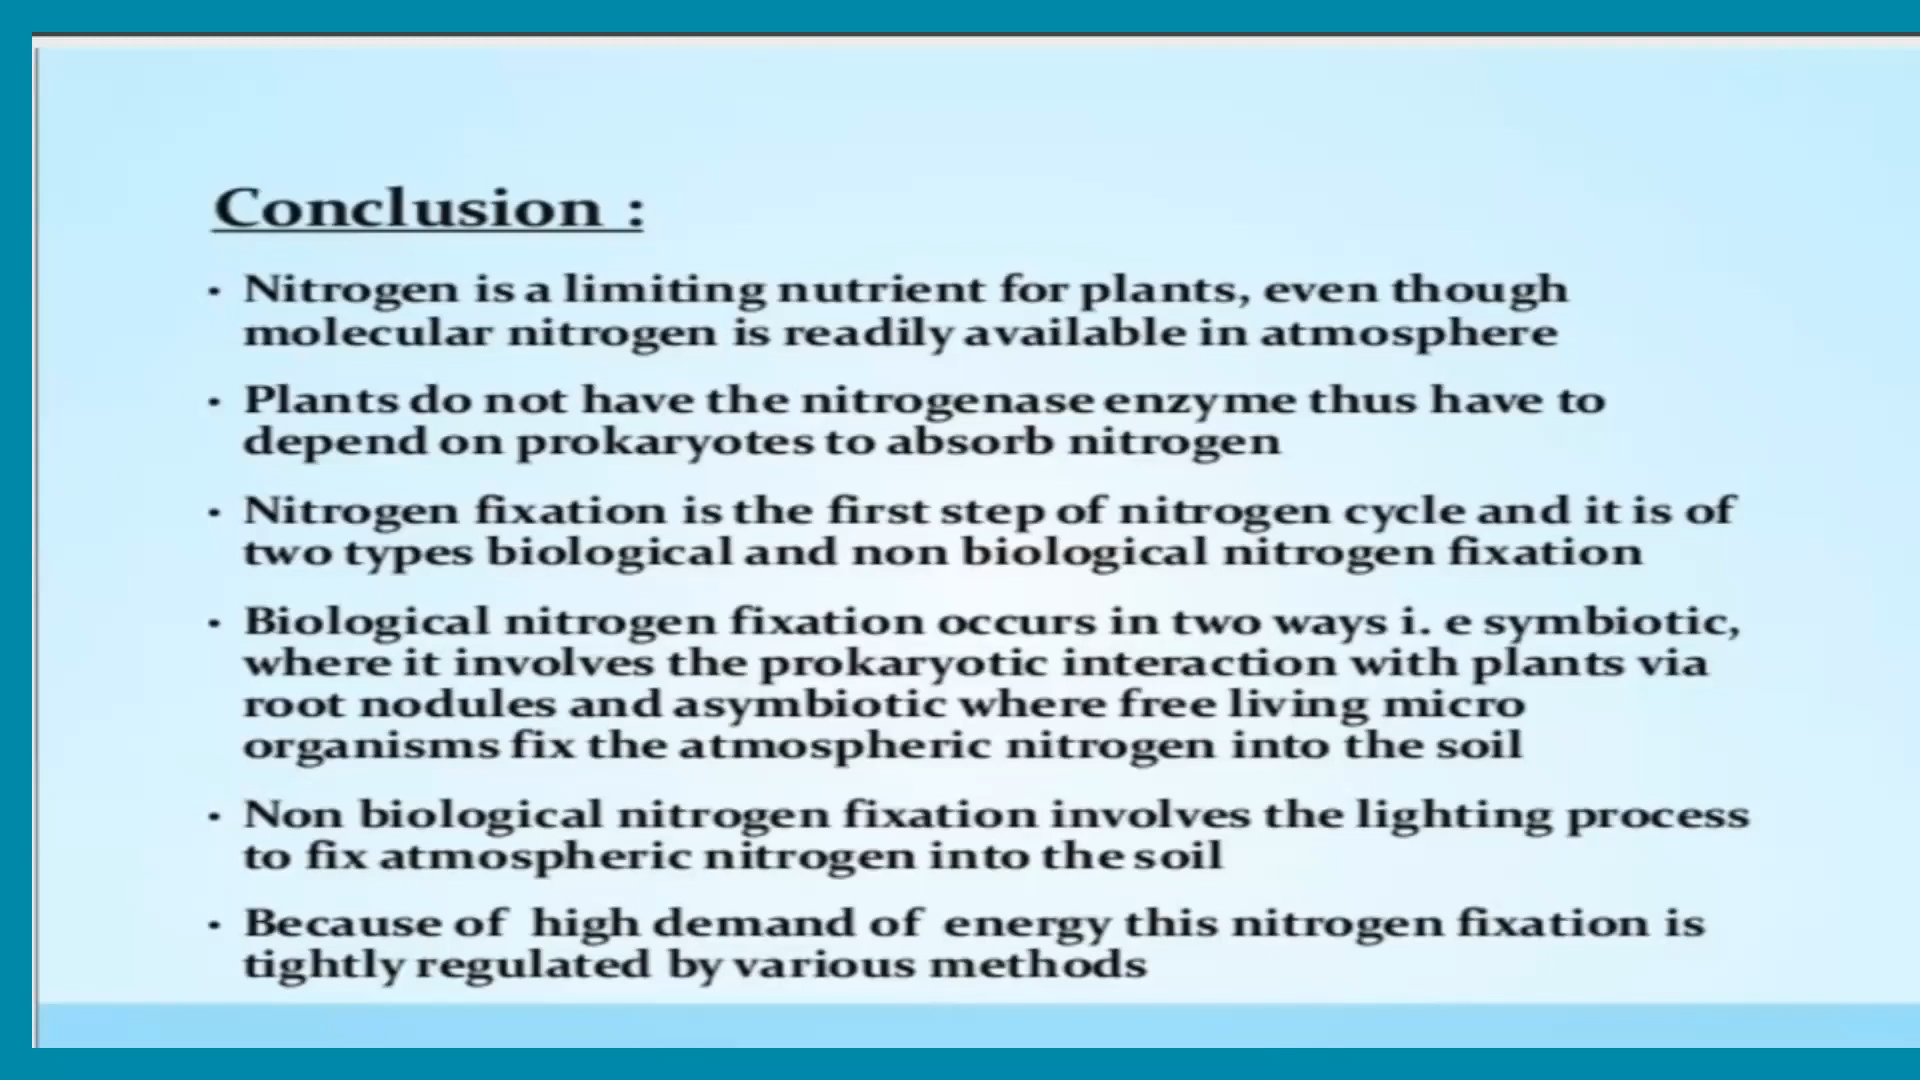 Conclusion :
• Nitrogen is a limiting nutrient for plants, even though
molecular nitrogen is readily available in atmosphere
• Plants do not have the nitrogenase enzyme thus have to
depend on prokaryotes to absorb nitrogen
• Nitrogen fixation is the first step of nitrogen cycle and it is of
two types biological and non biological nitrogen fixation
• Biological nitrogen fixation occurs in two ways i. e symbiotic,
where it involves the prokaryotic interaction with plants via
root nodules and asymbiotic where free living micro
organisms fix the atmospheric nitrogen into the soil
• Non biological nitrogen fixation involves the lighting process
to fix atmospheric nitrogen into the soil
• Because of high demand of energy this nitrogen fixation is
tightly regulated by various methods